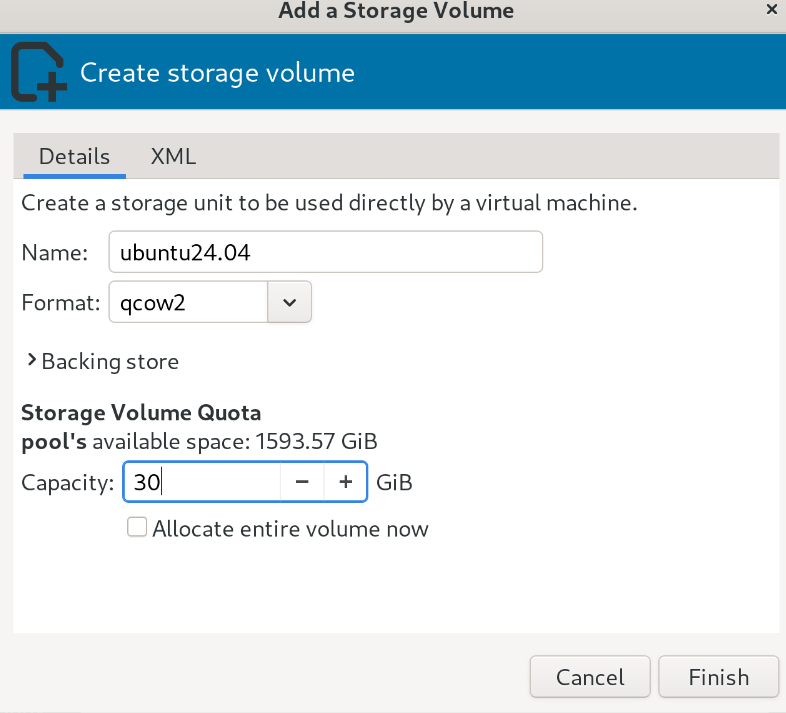 Add a Storage Volume
Create storage volume
Details XML
Create a storage unit to be used directly by a virtual machine.
Name: ubuntu24.04
Format: qcow2
Backing store
Storage Volume Quota
pool's available space: 1593.57 GiB
Capacity: 30 GiB
Allocate entire volume now
Cancel Finish